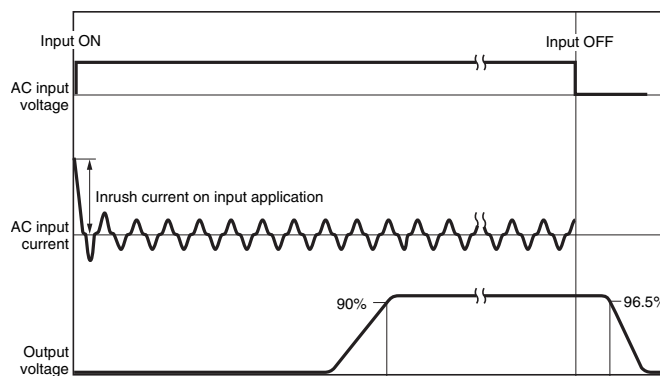 Input ON
Input OFF
AC input
voltage
Inrush current on input application
AC input
current
90%
96.5%
Output
voltage